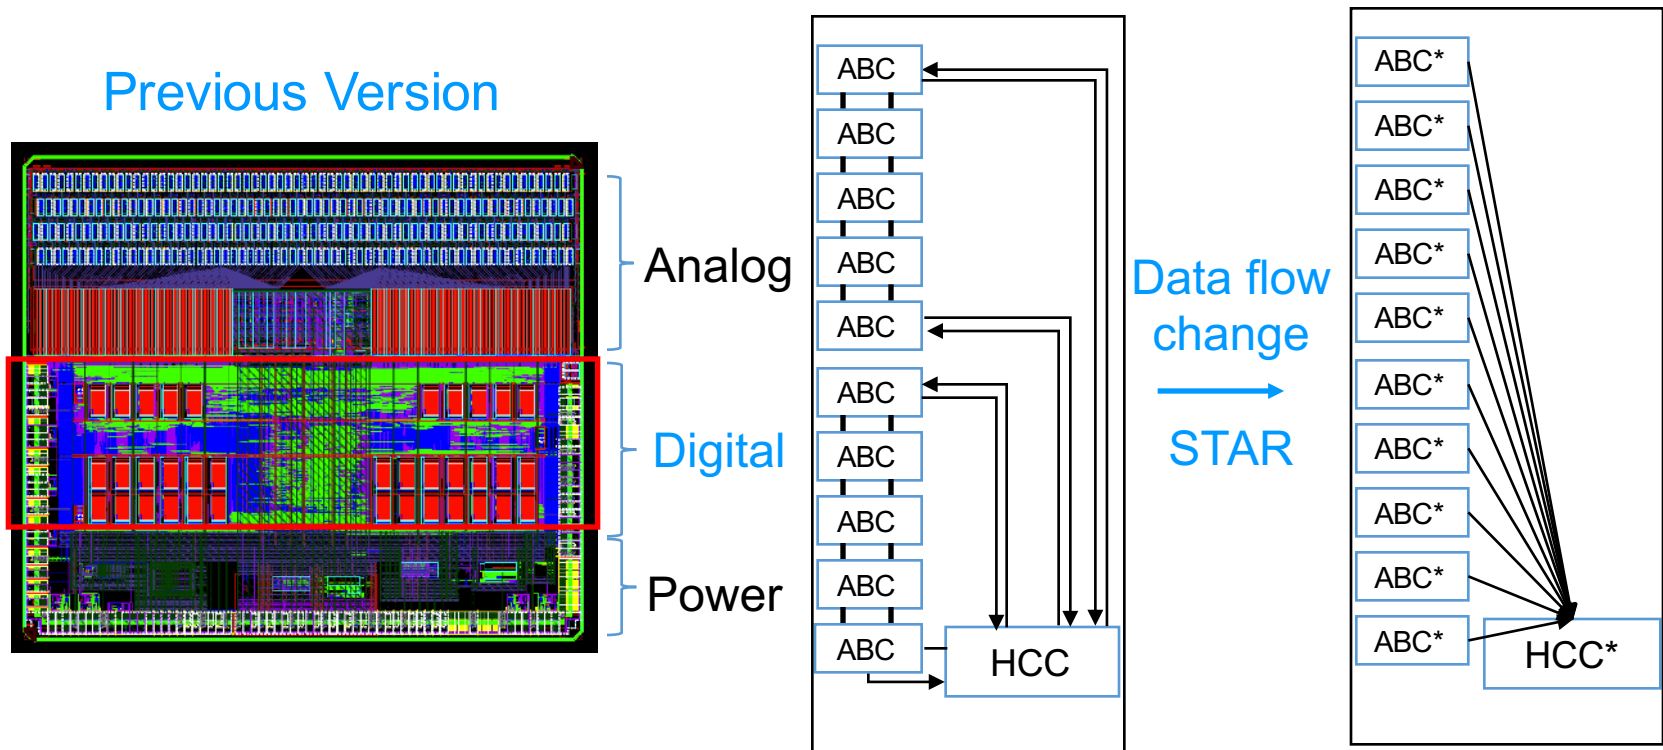 Previous Version
Analog
Digital
Power
ABC
ABC
ABC
ABC
ABC
ABC
ABC
ABC
ABC
ABC
HCC
Data flow
change
STAR
ABC*
ABC*
ABC*
ABC*
ABC*
ABC*
ABC*
ABC*
ABC*
ABC*
HCC*